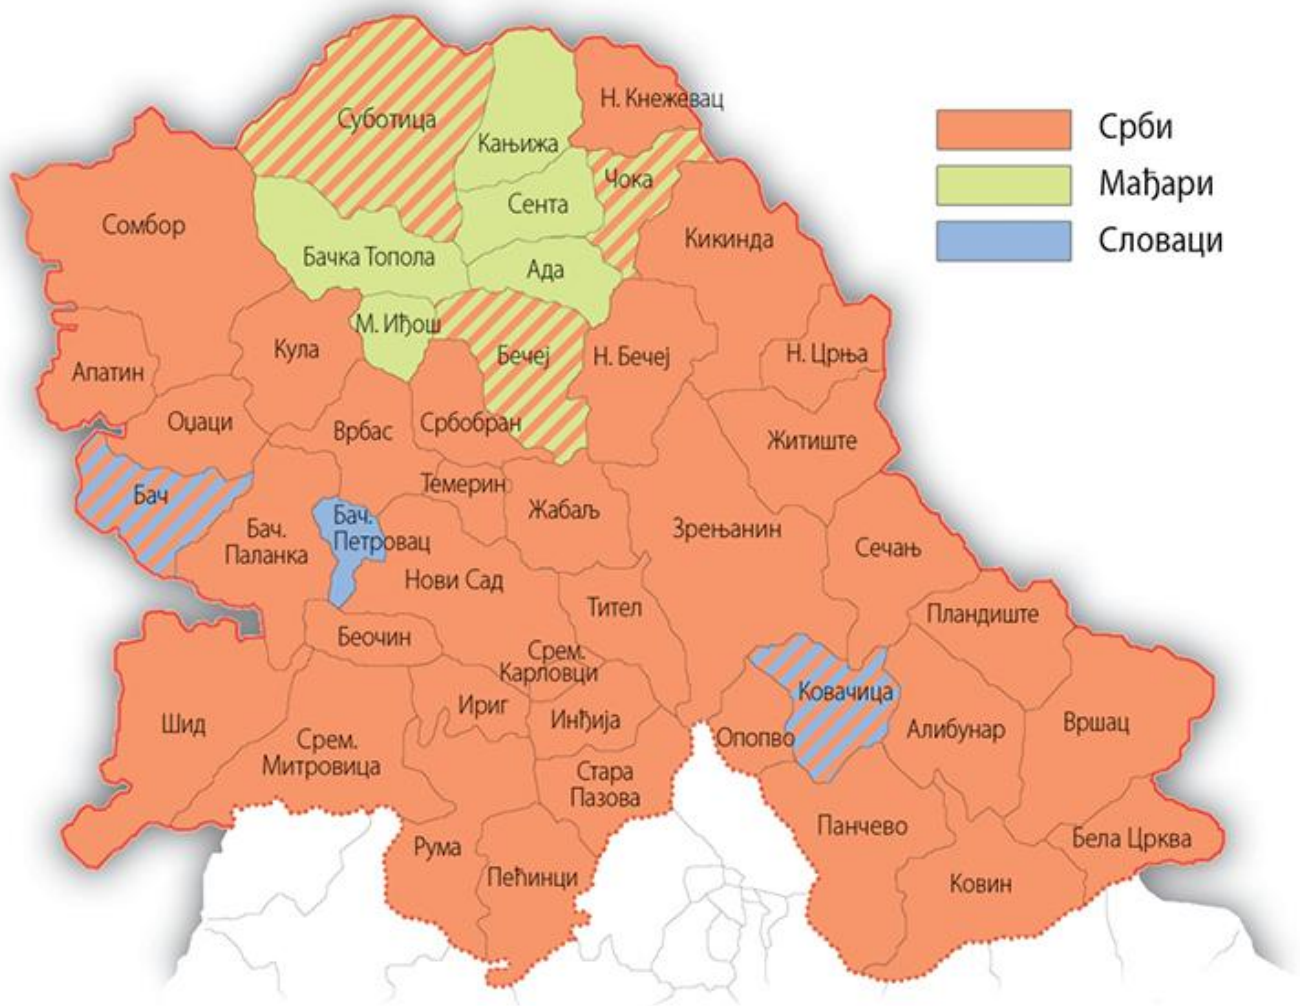 Суботица
Кањижа
Н. Кнежевац
Чока
Сента
Сомбор
Бачка Топола
Ада
Кикинда
М. Иђош
Бечеј
Н. Бечеј
Н. Црња
Апатин
Кула
Оџаци
Врбас
Србобран
Житиште
Бач
Темерин
Жабаљ
Зрењанин
Сечањ
Бач.
Паланка
Бач.
Петровац
Нови Сад
Тител
Пландиште
Беочин
Срем.
Карловци
Ковачица
Шид
Ириг
Инђија
Опопво
Алибунар
Вршац
Срем.
Митровица
Стара
Пазова
Рума
Пећинци
Панчево
Бела Црква
Ковин
Срби
Мађари
Словаци